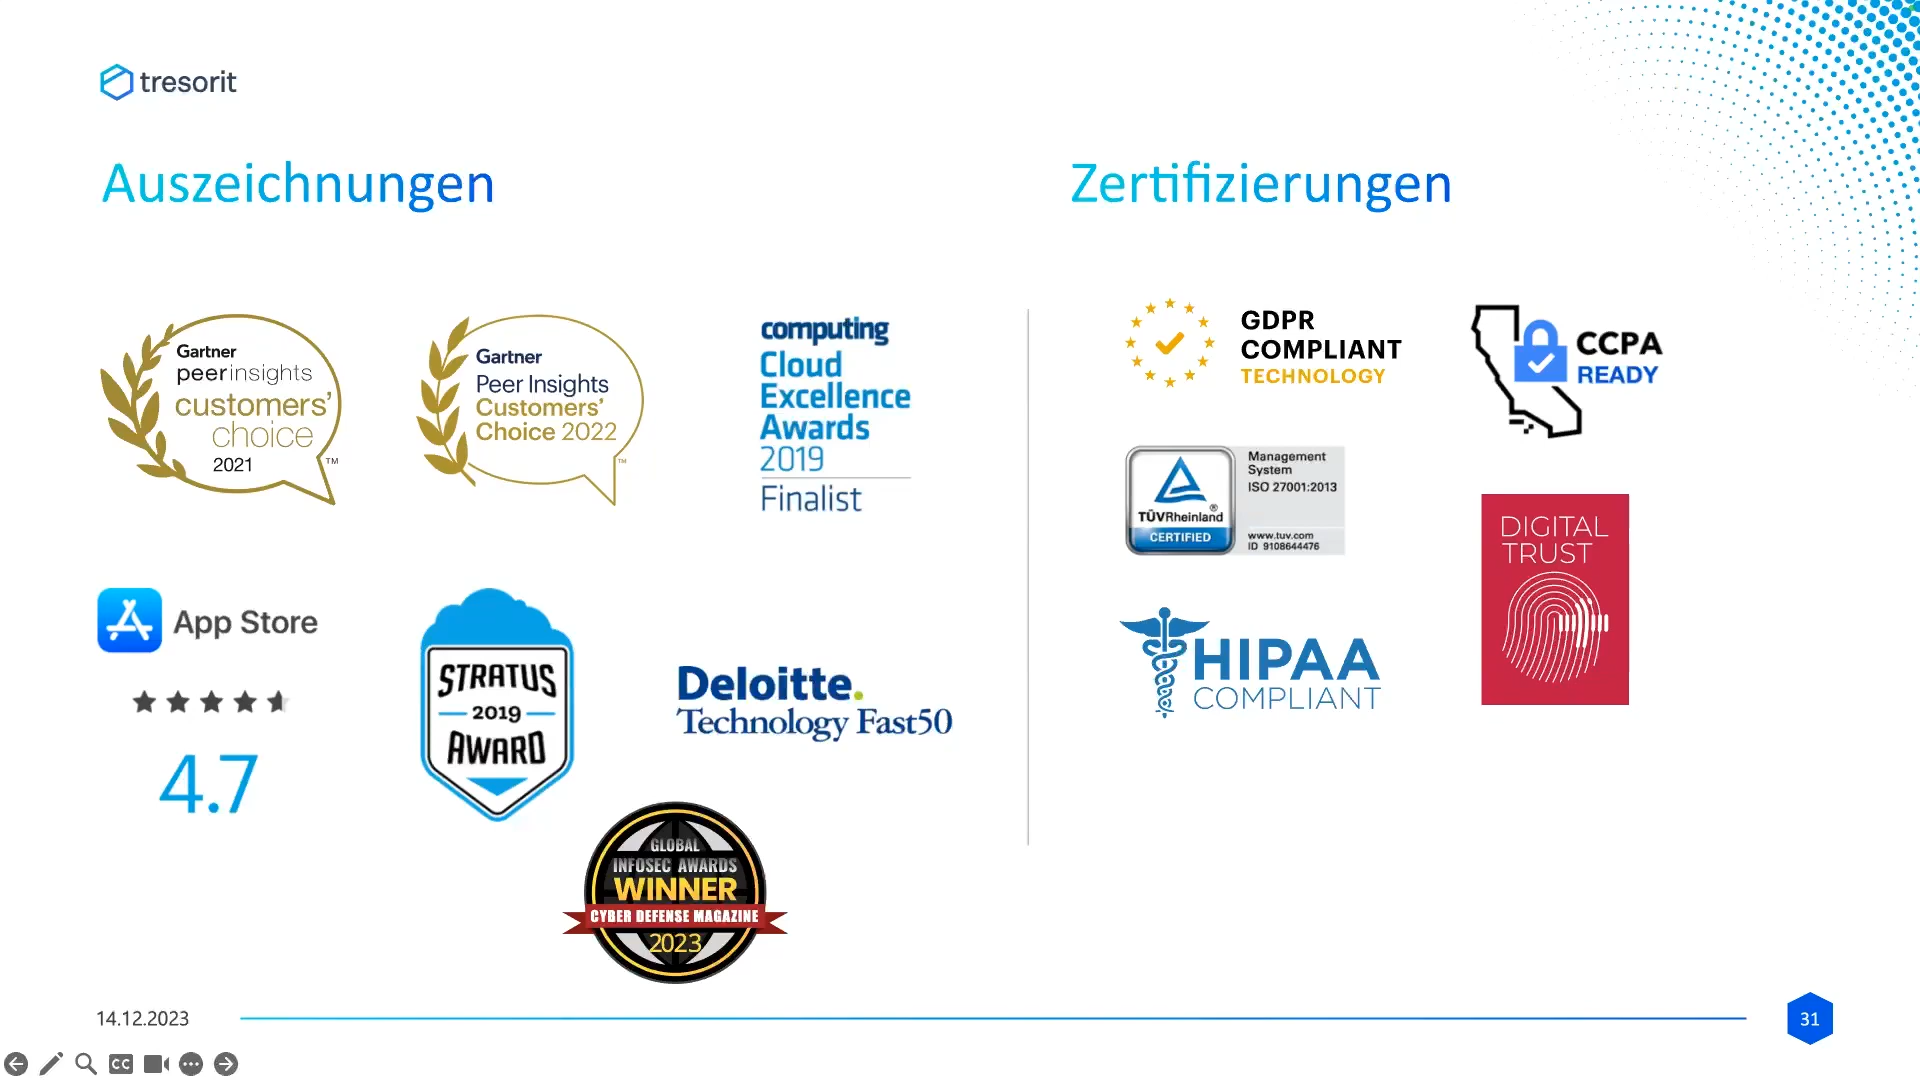 tresorit
Auszeichnungen
Gartner
peerinsights
customers'
choice
2021
TM
Gartner
Peer Insights
Customers'
Choice 2022
TM
computing
Cloud
Excellence
Awards
2019
Finalist
App Store
4.7
STRATUS
2019
AWARD
Deloitte.
Technology Fast50
GLOBAL
INFOSEC AWARDS
WINNER
CYBER DEFENSE MAGAZINE
2023
Zertifizierungen
GDPR
COMPLIANT
TECHNOLOGY
CCPA
READY
TÜVRheinland®
CERTIFIED
Management
System
ISO 27001:2013
www.tuv.com
ID 9108644476
DIGITAL
TRUST
HIPAA
COMPLIANT
14.12.2023
31
CC